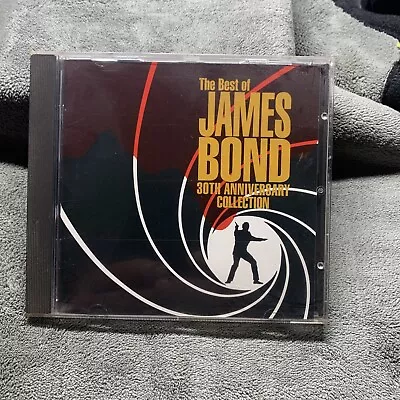 The Best of
JAMES
BOND
30TH ANNIVERSARY
COLLECTION